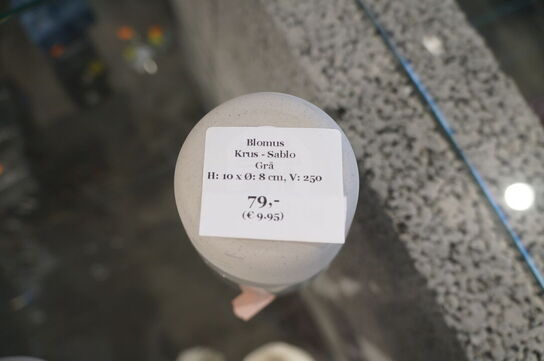 Blomus
Krus - Sablo
Grå
H: 10 x Ø: 8 cm, V: 250
79,-
(€ 9.95)